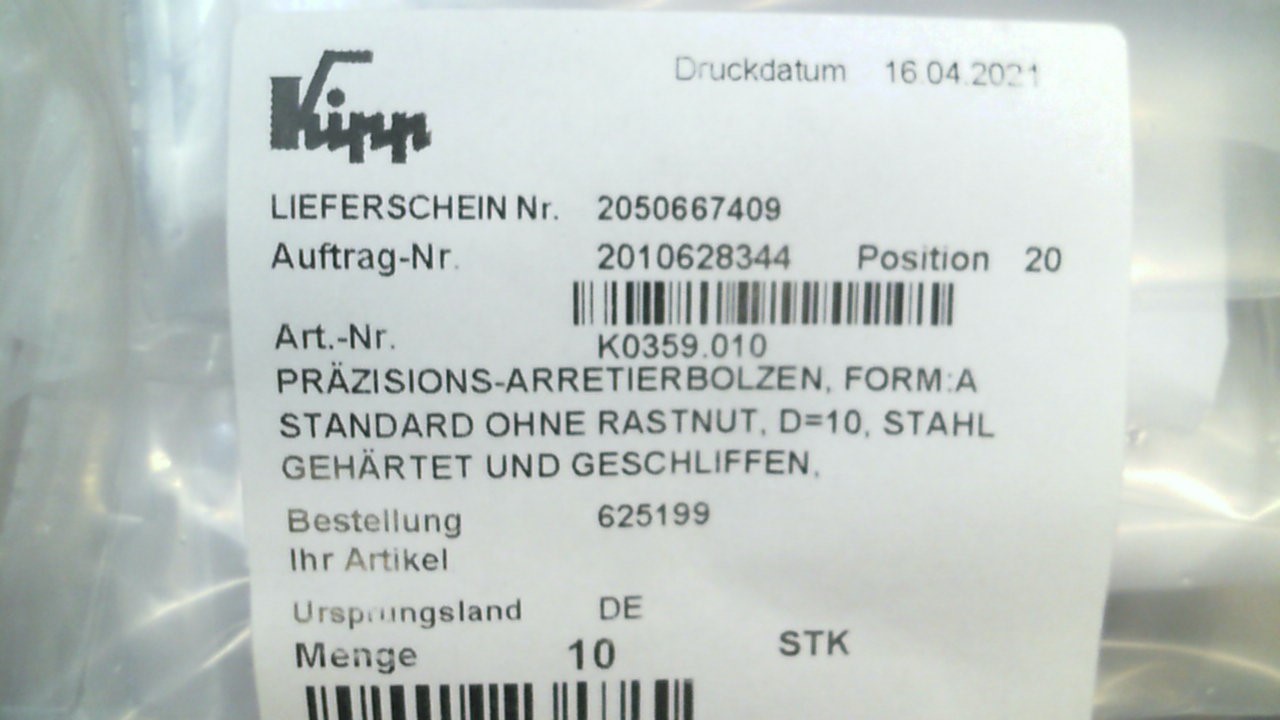 Kipp
Druckdatum 16.04.2021
LIEFERSCHEIN Nr. 2050667409
Auftrag-Nr. 2010628344 Position 20
Art.-Nr. K0359.010
PRÄZISIONS-ARRETIERBOLZEN, FORM:A
STANDARD OHNE RASTNUT, D=10, STAHL
GEHÄRTET UND GESCHLIFFEN,
Bestellung 625199
Ihr Artikel
Ursprungsland DE
Menge 10 STK